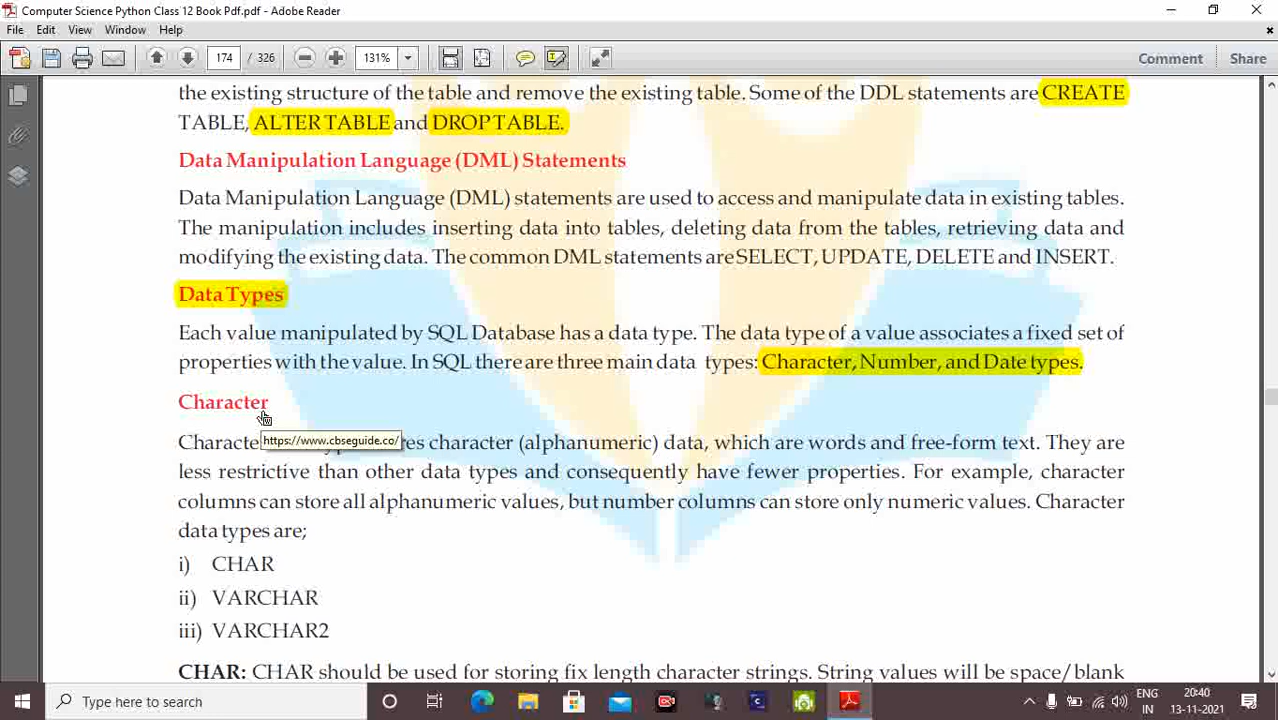 Computer Science Python Class 12 Book Pdf.pdf - Adobe Reader
File Edit View Window Help
174 / 326 131% Comment Share
the existing structure of the table and remove the existing table. Some of the DDL statements are CREATE
TABLE, ALTER TABLE and DROP TABLE.
Data Manipulation Language (DML) Statements
Data Manipulation Language (DML) statements are used to access and manipulate data in existing tables.
The manipulation includes inserting data into tables, deleting data from the tables, retrieving data and
modifying the existing data. The common DML statements are SELECT, UPDATE, DELETE and INSERT.
Data Types
Each value manipulated by SQL Database has a data type. The data type of a value associates a fixed set of
properties with the value. In SQL there are three main data types: Character, Number, and Date types.
Character
https://www.cbseguide.co/
character (alphanumeric) data, which are words and free-form text. They are
less restrictive than other data types and consequently have fewer properties. For example, character
columns can store all alphanumeric values, but number columns can store only numeric values. Character
data types are;
i) CHAR
ii) VARCHAR
iii) VARCHAR2
CHAR: CHAR should be used for storing fix length character strings. String values will be space/blank
Type here to search
ENG 20:40
IN 13-11-2021